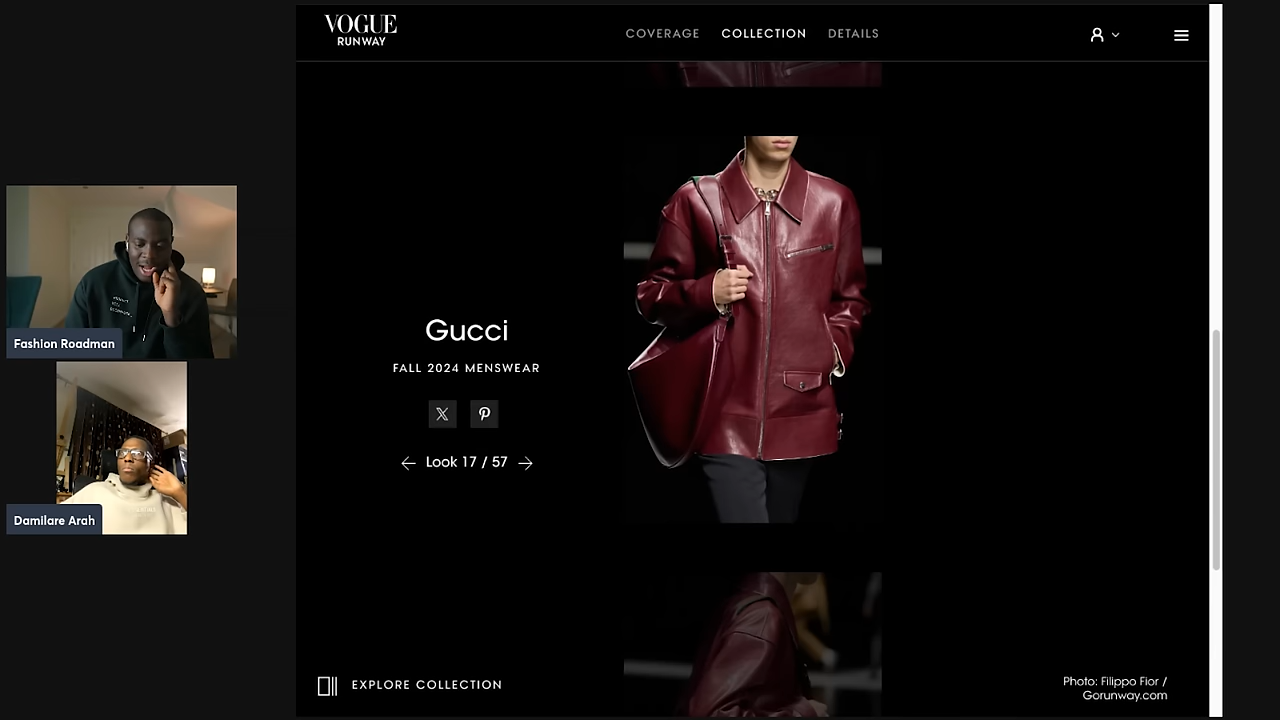 VOGUE
RUNWAY
COVERAGE
COLLECTION
DETAILS
Fashion Roadman
Damilare Arah
Gucci
FALL 2024 MENSWEAR
Look 17 / 57
EXPLORE COLLECTION
Photo: Filippo Fior /
Gorunway.com